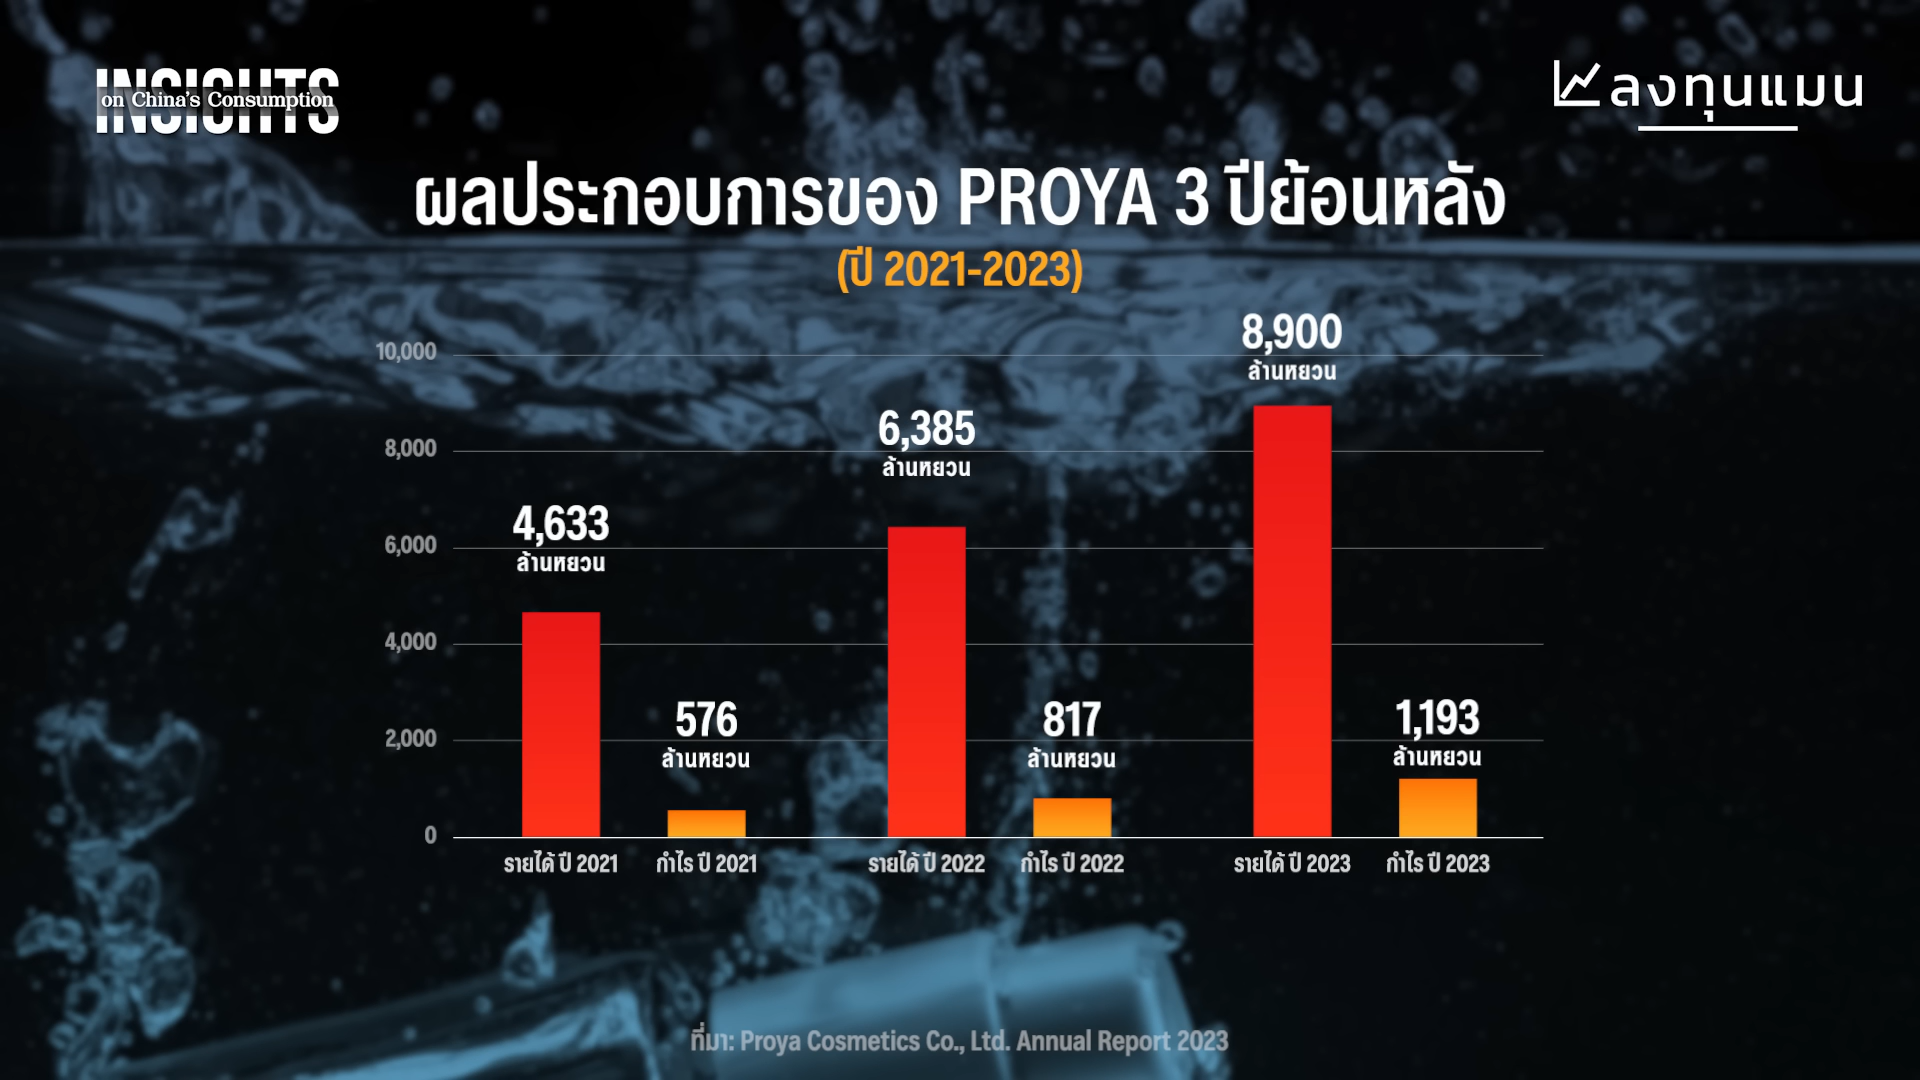 INSIGHTS
on China's Consumption
ลงทุนแมน
ผลประกอบการของ PROYA 3 ปีย้อนหลัง
(ปี 2021-2023)
10,000
8,000
6,000
4,000
2,000
0
4,633
ล้านหยวน
576
ล้านหยวน
6,385
ล้านหยวน
817
ล้านหยวน
8,900
ล้านหยวน
1,193
ล้านหยวน
รายได้ ปี 2021
กำไร ปี 2021
รายได้ ปี 2022
กำไร ปี 2022
รายได้ ปี 2023
กำไร ปี 2023
ที่มา: Proya Cosmetics Co., Ltd. Annual Report 2023